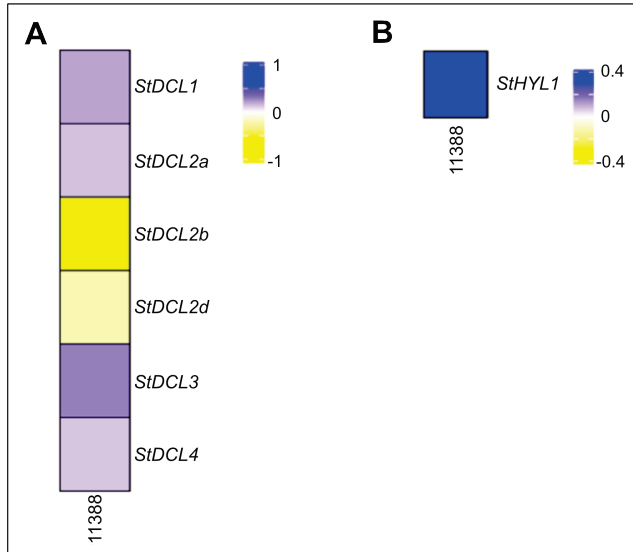 A
StDCL1
StDCL2a
StDCL2b
StDCL2d
StDCL3
StDCL4
11388
1
0
-1
B
StHYL1
11388
0.4
0
-0.4